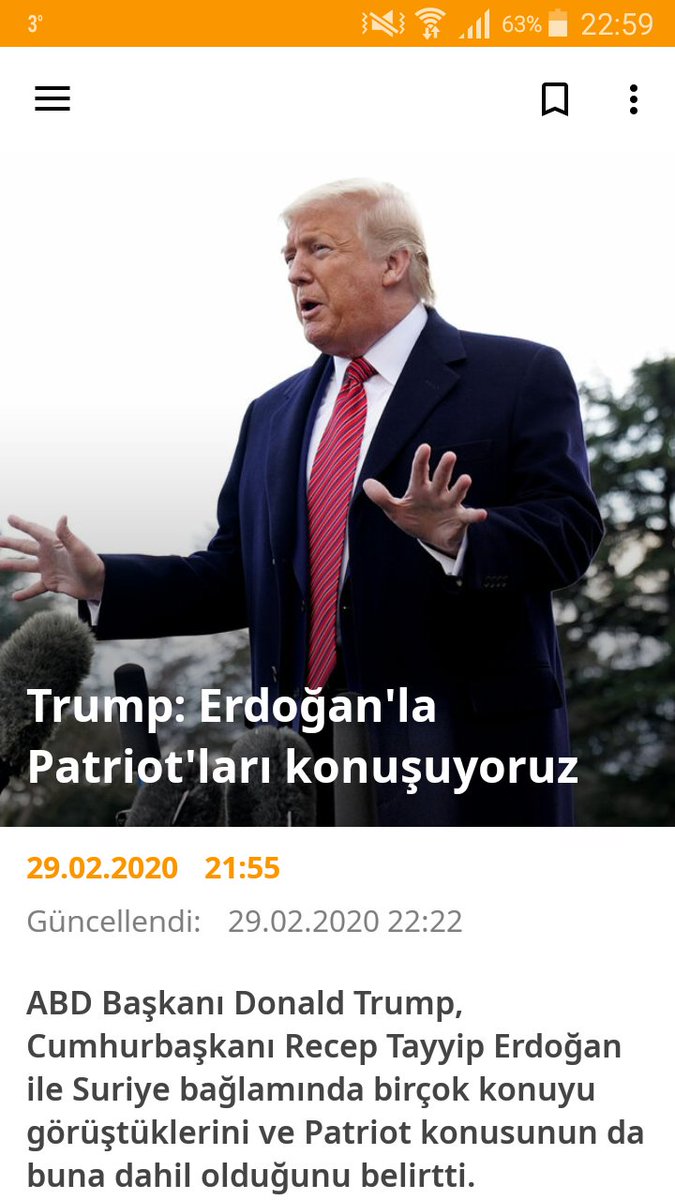 3°
63%
22:59
Trump: Erdoğan'la
Patriot'ları konuşuyoruz
29.02.2020 21:55
Güncellendi: 29.02.2020 22:22
ABD Başkanı Donald Trump,
Cumhurbaşkanı Recep Tayyip Erdoğan
ile Suriye bağlamında birçok konuyu
görüştüklerini ve Patriot konusunun da
buna dahil olduğunu belirtti.